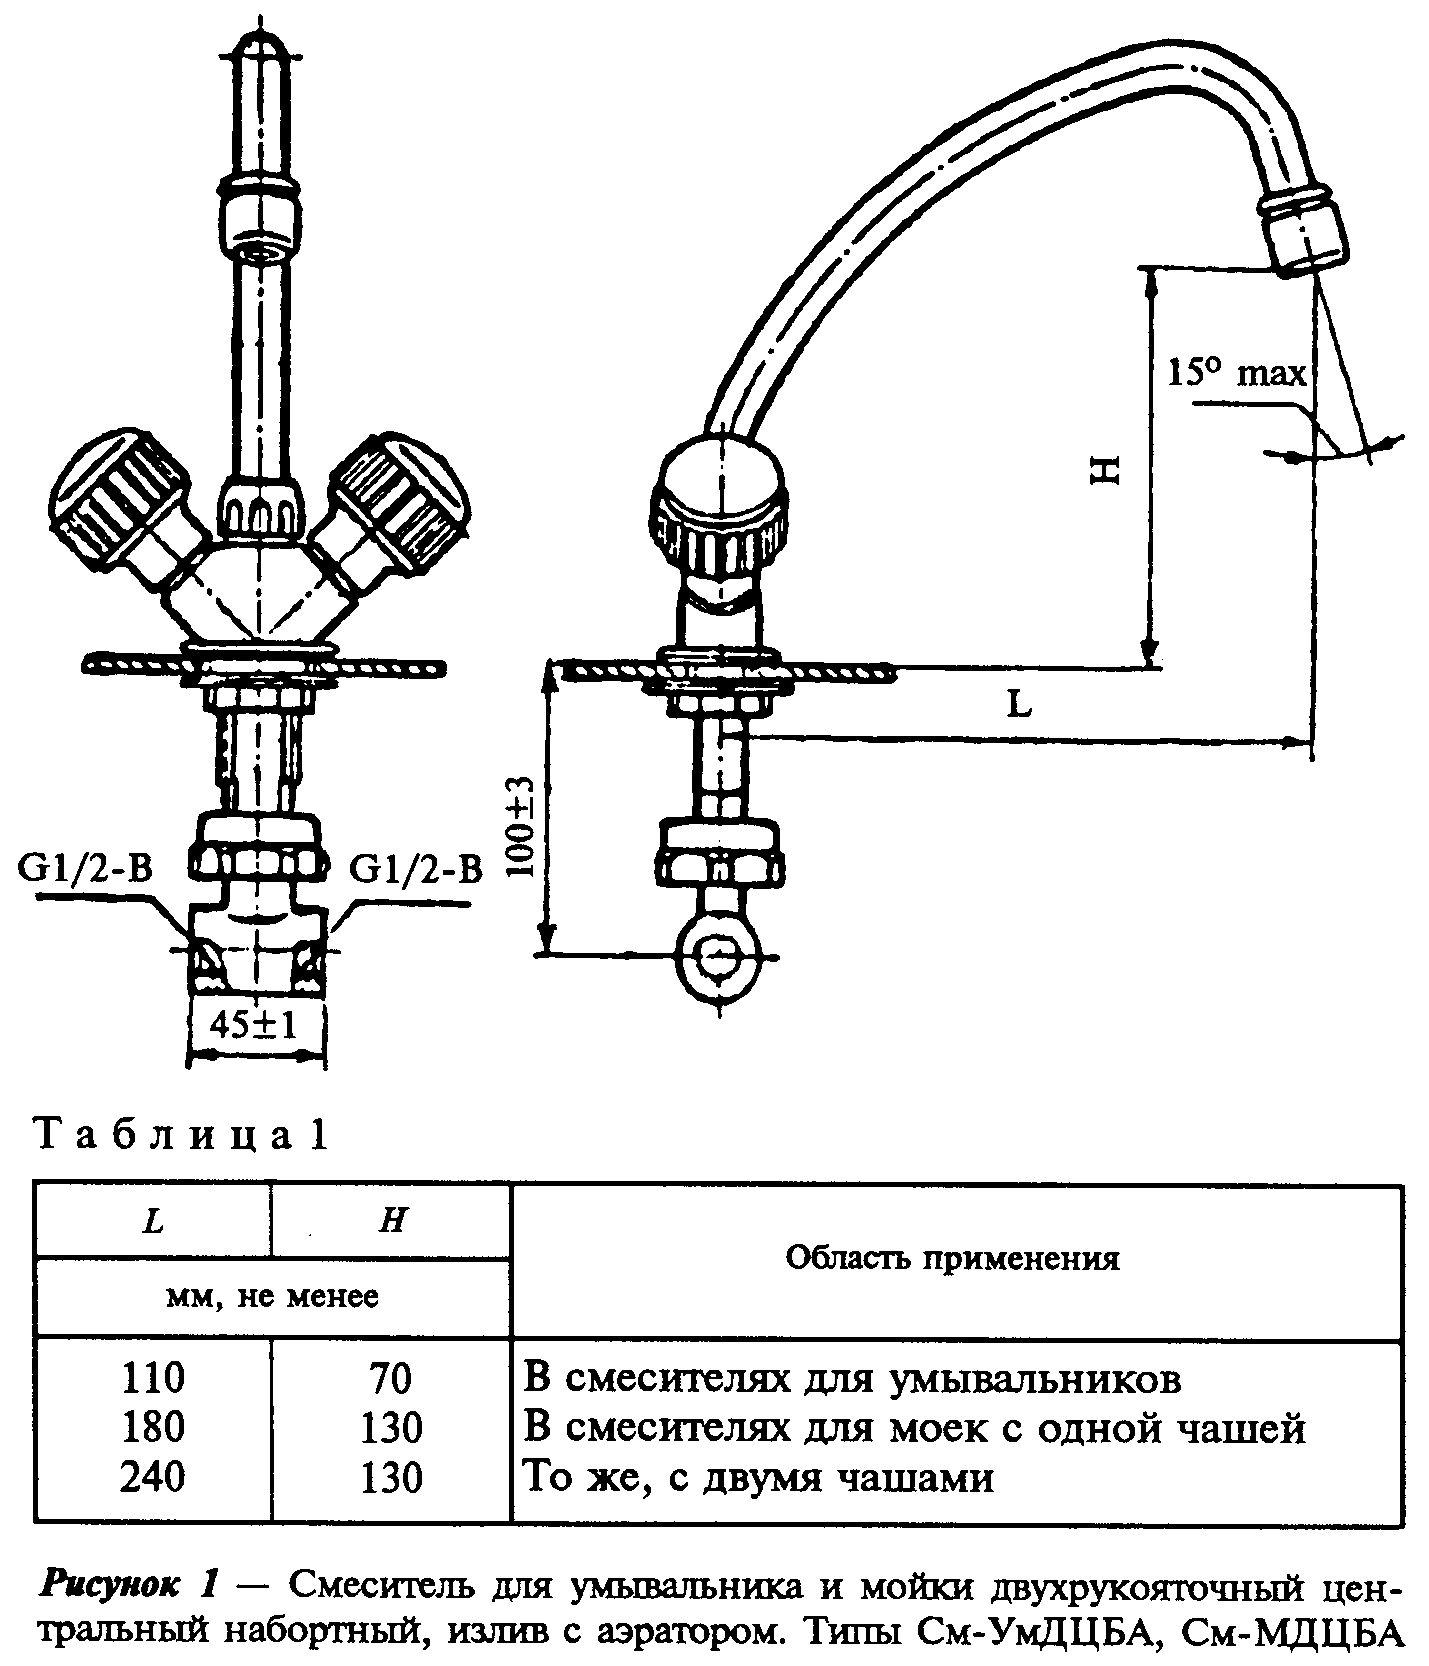 15° max
H
L
100±3
G1/2-В G1/2-В
45±1
Таблица 1
L H Область применения
мм, не менее
110 70 В смесителях для умывальников
180 130 В смесителях для моек с одной чашей
240 130 То же, с двумя чашами
Рисунок 1 — Смеситель для умывальника и мойки двухрукояточный цен-
тральный набортный, излив с аэратором. Типы См-УмДЦБА, См-МДЦБА